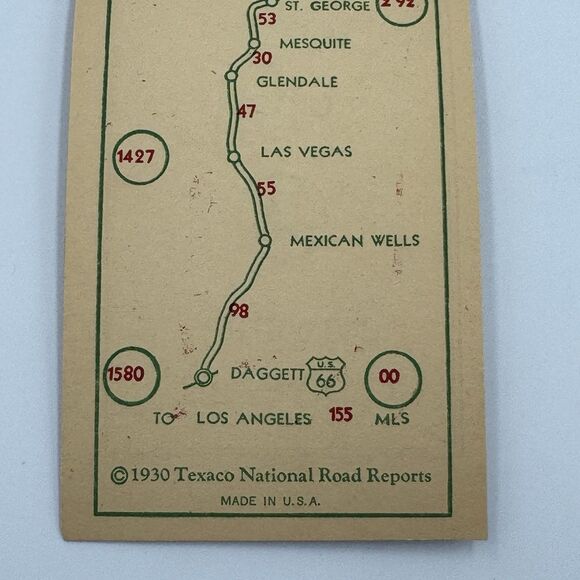 ST. GEORGE 292
53
MESQUITE
30
GLENDALE
47
1427 LAS VEGAS
55
MEXICAN WELLS
98
1580 DAGGETT U.S. 66 00
TO LOS ANGELES 155 MLS
© 1930 Texaco National Road Reports
MADE IN U.S.A.